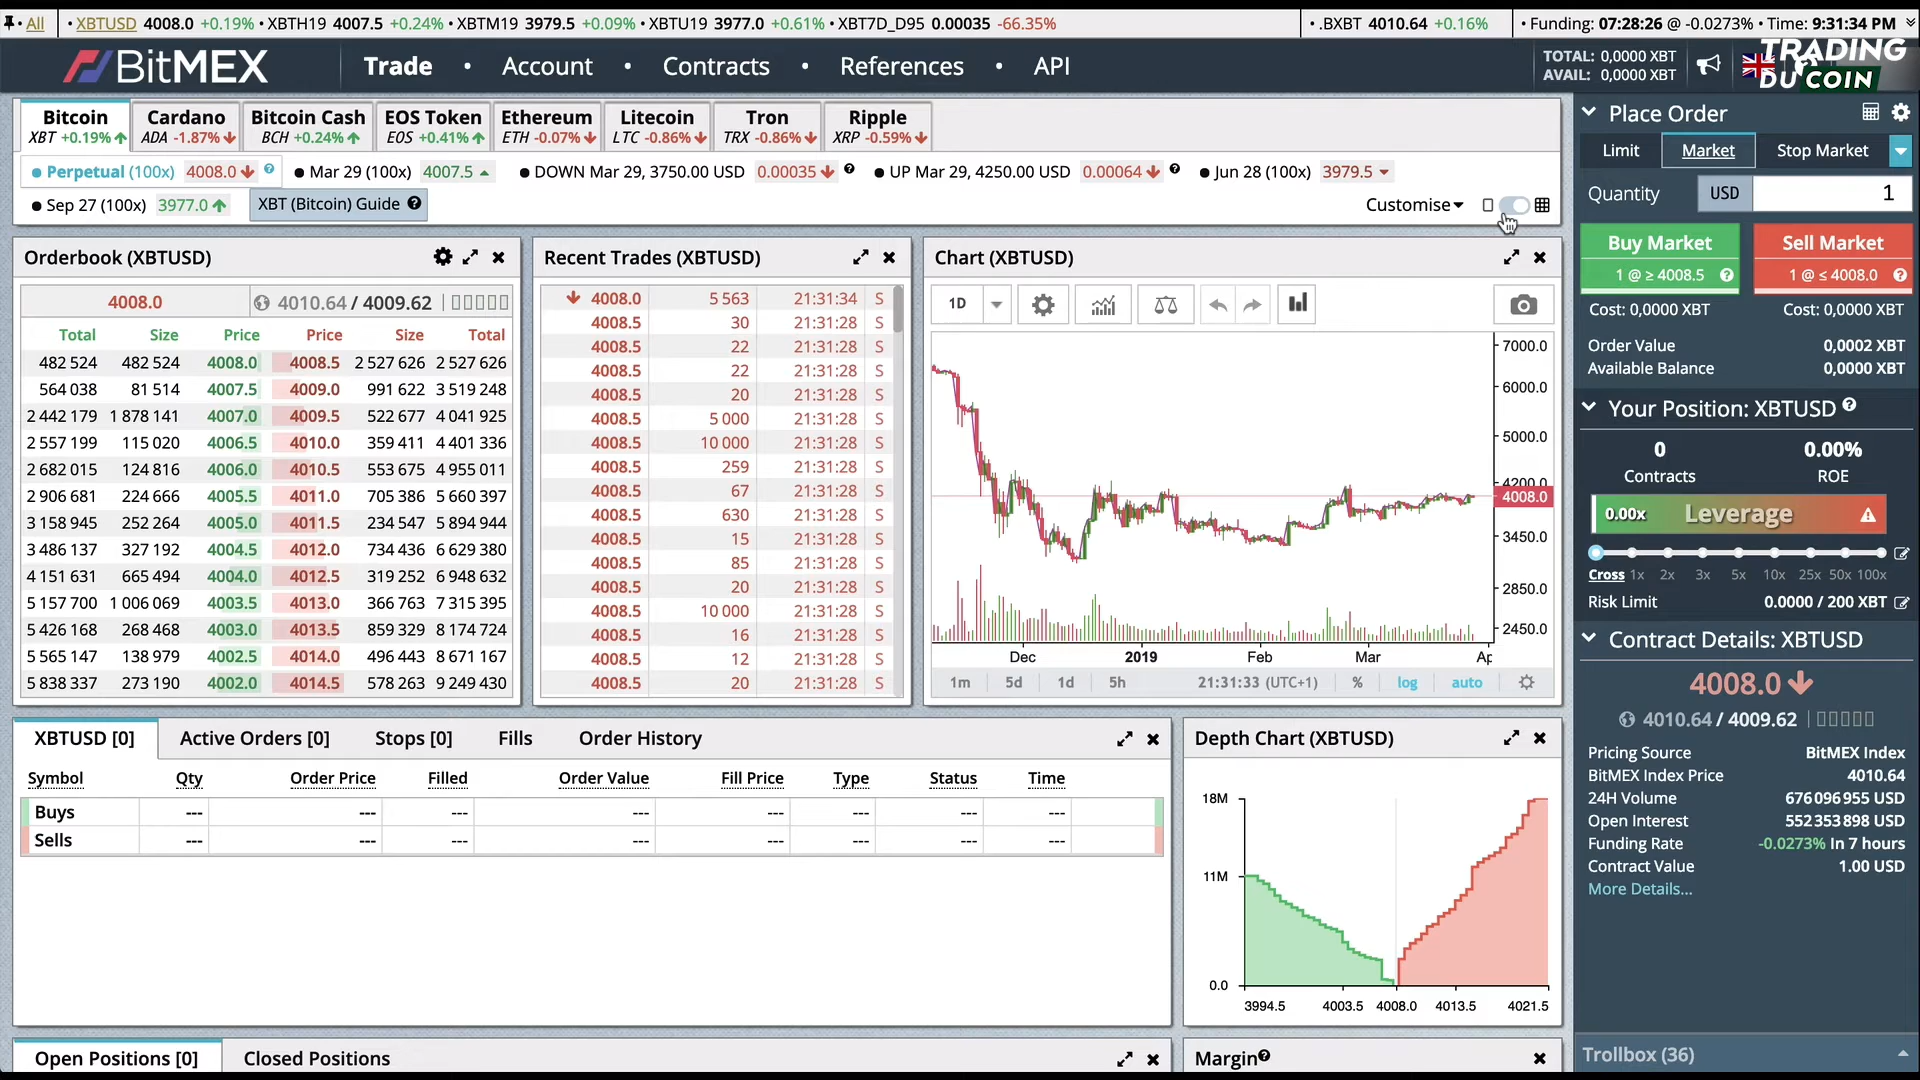 All • XBTUSD 4008.0 +0.19% • XBTH19 4007.5 +0.24% • XBTM19 3979.5 +0.09% • XBTU19 3977.0 +0.61% • XBT7D_D95 0.00035 -66.35% • .BXBT 4010.64 +0.16% • Funding: 07:28:26 @ -0.0273% • Time: 9:31:34 PM
BitMEX Trade • Account • Contracts • References • API
TOTAL: 0,0000 XBT
AVAIL: 0,0000 XBT
TRADING
DU COIN
Bitcoin Cardano Bitcoin Cash EOS Token Ethereum Litecoin Tron Ripple
XBT +0.19% ADA -1.87% BCH +0.24% EOS +0.41% ETH -0.07% LTC -0.86% TRX -0.86% XRP -0.59%
• Perpetual (100x) 4008.0 • Mar 29 (100x) 4007.5 • DOWN Mar 29, 3750.00 USD 0.00035 • UP Mar 29, 4250.00 USD 0.00064 • Jun 28 (100x) 3979.5
• Sep 27 (100x) 3977.0 XBT (Bitcoin) Guide Customise
Orderbook (XBTUSD)
4008.0 4010.64 / 4009.62
Total Size Price Price Size Total
482 524 482 524 4008.0 4008.5 2 527 626 2 527 626
564 038 81 514 4007.5 4009.0 991 622 3 519 248
2 442 179 1 878 141 4007.0 4009.5 522 677 4 041 925
2 557 199 115 020 4006.5 4010.0 359 411 4 401 336
2 682 015 124 816 4006.0 4010.5 553 675 4 955 011
2 906 681 224 666 4005.5 4011.0 705 386 5 660 397
3 158 945 252 264 4005.0 4011.5 234 547 5 894 944
3 486 137 327 192 4004.5 4012.0 734 436 6 629 380
4 151 631 665 494 4004.0 4012.5 319 252 6 948 632
5 157 700 1 006 069 4003.5 4013.0 366 763 7 315 395
5 426 168 268 468 4003.0 4013.5 859 329 8 174 724
5 565 147 138 979 4002.5 4014.0 496 443 8 671 167
5 838 337 273 190 4002.0 4014.5 578 263 9 249 430
Recent Trades (XBTUSD)
4008.0 5 563 21:31:34 S
4008.5 30 21:31:28 S
4008.5 22 21:31:28 S
4008.5 22 21:31:28 S
4008.5 20 21:31:28 S
4008.5 5 000 21:31:28 S
4008.5 10 000 21:31:28 S
4008.5 259 21:31:28 S
4008.5 67 21:31:28 S
4008.5 630 21:31:28 S
4008.5 15 21:31:28 S
4008.5 85 21:31:28 S
4008.5 20 21:31:28 S
4008.5 10 000 21:31:28 S
4008.5 16 21:31:28 S
4008.5 12 21:31:28 S
4008.5 20 21:31:28 S
Chart (XBTUSD)
1D
7000.0
6000.0
5000.0
4200.0
4008.0
3450.0
2850.0
2450.0
Dec 2019 Feb Mar Ap
1m 5d 1d 5h 21:31:33 (UTC+1) % log auto
Place Order
Limit Market Stop Market
Quantity USD 1
Buy Market Sell Market
1 @ ≥ 4008.5 1 @ ≤ 4008.0
Cost: 0,0000 XBT Cost: 0,0000 XBT
Order Value 0,0002 XBT
Available Balance 0,0000 XBT
Your Position: XBTUSD
0 0.00%
Contracts ROE
0.00x Leverage
Cross 1x 2x 3x 5x 10x 25x 50x 100x
Risk Limit 0.0000 / 200 XBT
Contract Details: XBTUSD
4008.0
4010.64 / 4009.62
Pricing Source BitMEX Index
BitMEX Index Price 4010.64
24H Volume 676 096 955 USD
Open Interest 552 353 898 USD
Funding Rate -0.0273% In 7 hours
Contract Value 1.00 USD
More Details...
XBTUSD [0] Active Orders [0] Stops [0] Fills Order History
Symbol Qty Order Price Filled Order Value Fill Price Type Status Time
Buys --- --- --- --- --- --- --- ---
Sells --- --- --- --- --- --- --- ---
Depth Chart (XBTUSD)
18M
11M
0.0
3994.5 4003.5 4008.0 4013.5 4021.5
Open Positions [0] Closed Positions
Margin
Trollbox (36)